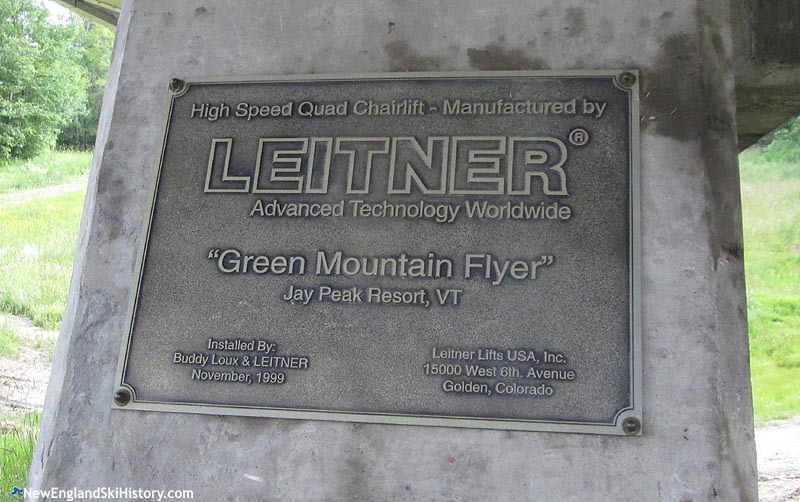 High Speed Quad Chairlift - Manufactured by
LEITNER®
Advanced Technology Worldwide
“Green Mountain Flyer”
Jay Peak Resort, VT
Installed By:
Buddy Loux & LEITNER
November, 1999
Leitner Lifts USA, Inc.
15000 West 6th. Avenue
Golden, Colorado
NewEnglandSkiHistory.com